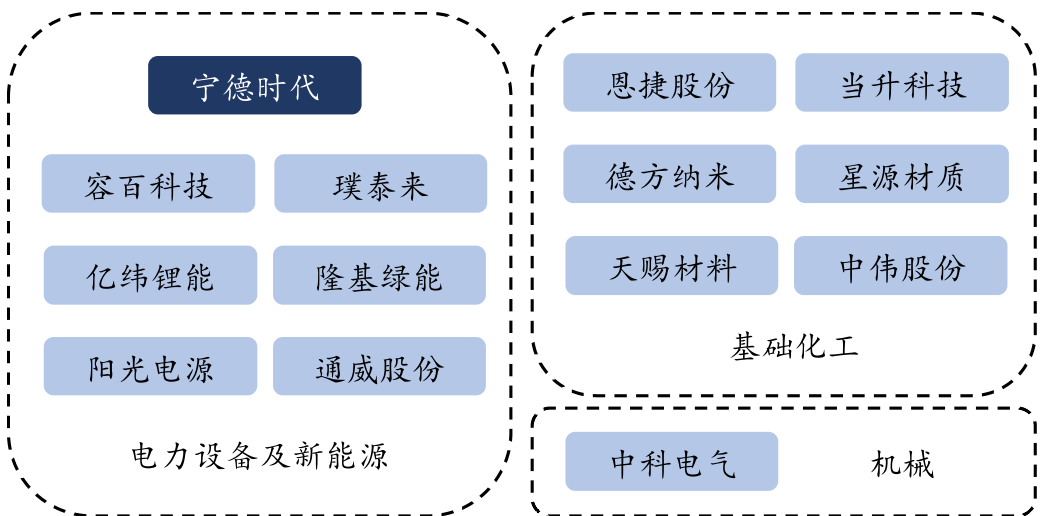 宁德时代
容百科技
璞泰来
亿纬锂能
隆基绿能
阳光电源
通威股份
电力设备及新能源
恩捷股份
当升科技
德方纳米
星源材质
天赐材料
中伟股份
基础化工
中科电气
机械